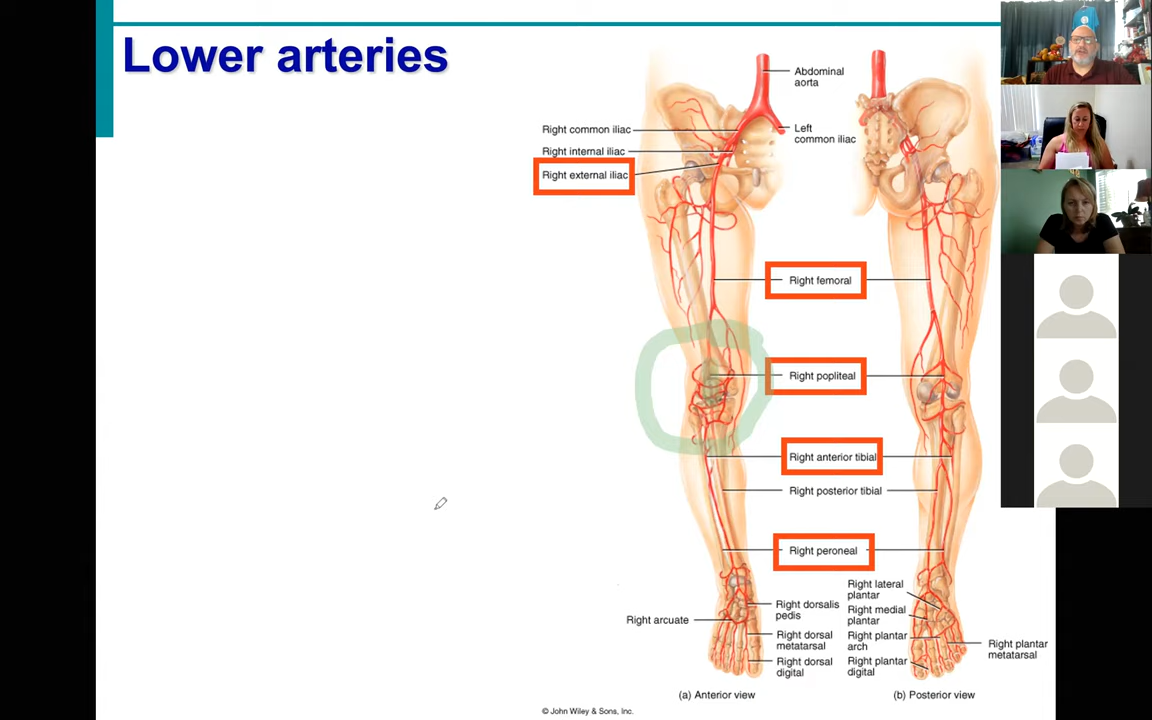 Lower arteries
Abdominal
aorta
Right common iliac
Left
common iliac
Right internal iliac
Right external iliac
Right femoral
Right popliteal
Right anterior tibial
Right posterior tibial
Right peroneal
Right lateral
plantar
Right dorsalis
pedis
Right medial
plantar
Right arcuate
Right dorsal
metatarsal
Right plantar
arch
Right plantar
metatarsal
Right dorsal
digital
Right plantar
digital
(a) Anterior view
(b) Posterior view
© John Wiley & Sons, Inc.